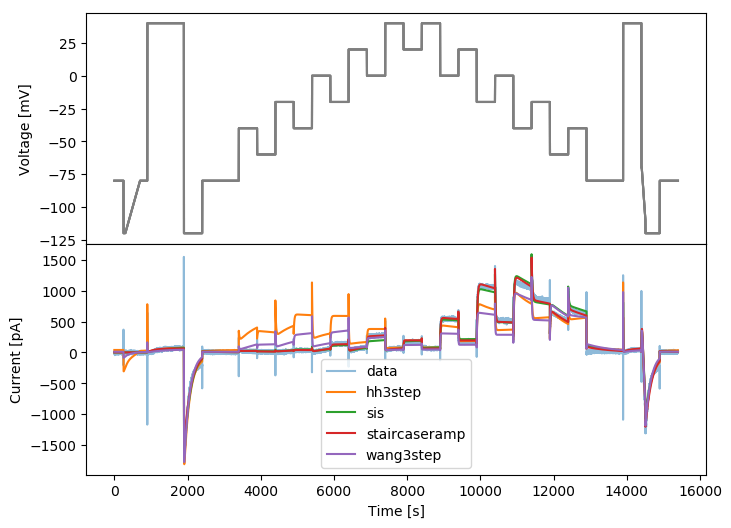 25
0
−25
−50
−75
−100
−125
Voltage [mV]
1500
1000
500
0
−500
−1000
−1500
Current [pA]
data
hh3step
sis
staircaseramp
wang3step
0 2000 4000 6000 8000 10000 12000 14000 16000
Time [s]